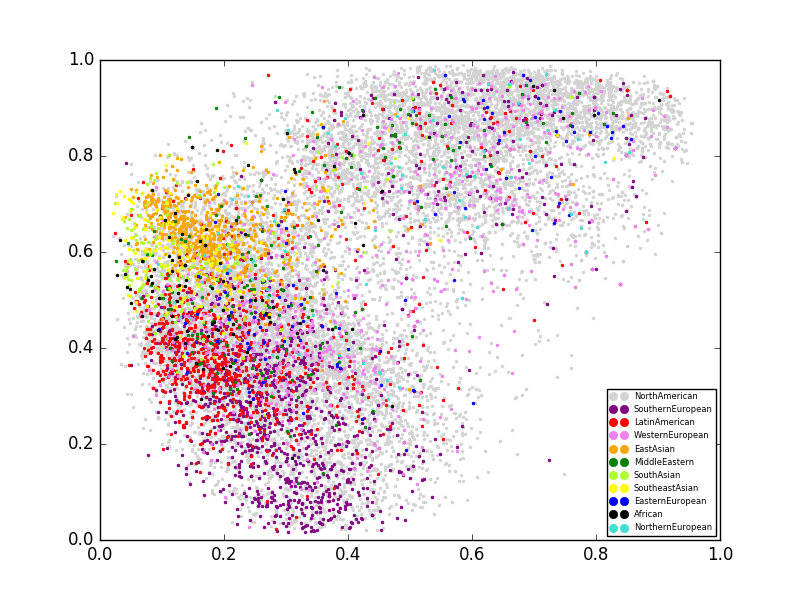 1.0
0.8
0.6
0.4
0.2
0.0
0.0 0.2 0.4 0.6 0.8 1.0
NorthAmerican
SouthernEuropean
LatinAmerican
WesternEuropean
EastAsian
MiddleEastern
SouthAsian
SoutheastAsian
EasternEuropean
African
NorthernEuropean